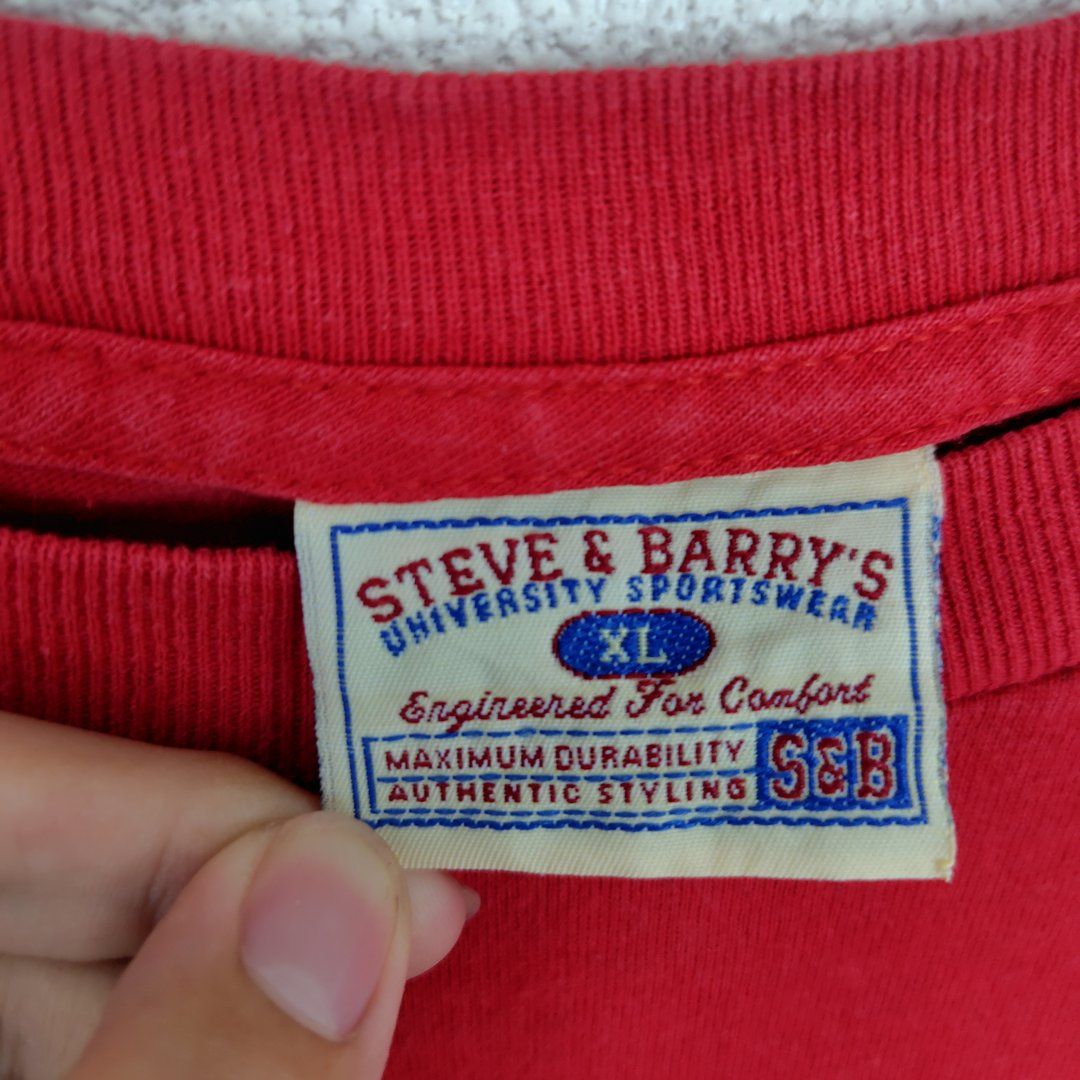 STEVE & BARRY'S
UNIVERSITY SPORTSWEAR
XL
Engineered For Comfort
MAXIMUM DURABILITY
AUTHENTIC STYLING
S&B